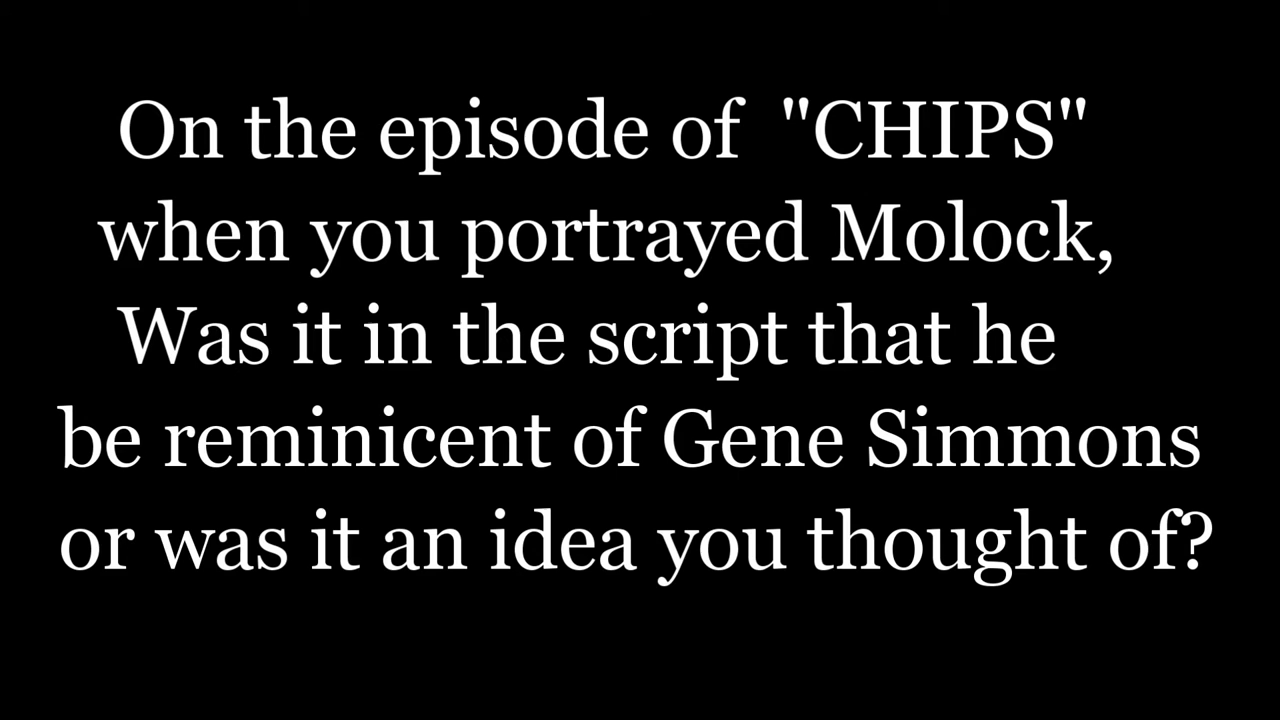 On the episode of "CHIPS"
when you portrayed Molock,
Was it in the script that he
be reminicent of Gene Simmons
or was it an idea you thought of?